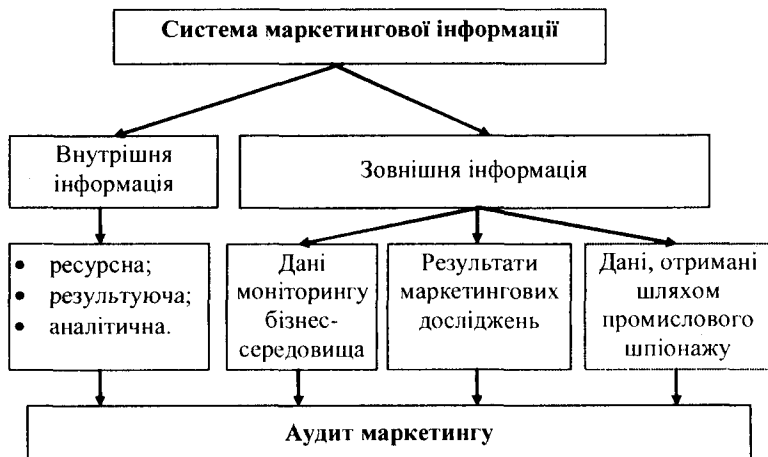 Система маркетингової інформації
Внутрішня
інформація
Зовнішня інформація
• ресурсна;
• результуюча;
• аналітична.
Дані
моніторингу
бізнес-
середовища
Результати
маркетингових
досліджень
Дані, отримані
шляхом
промислового
шпіонажу
Аудит маркетингу